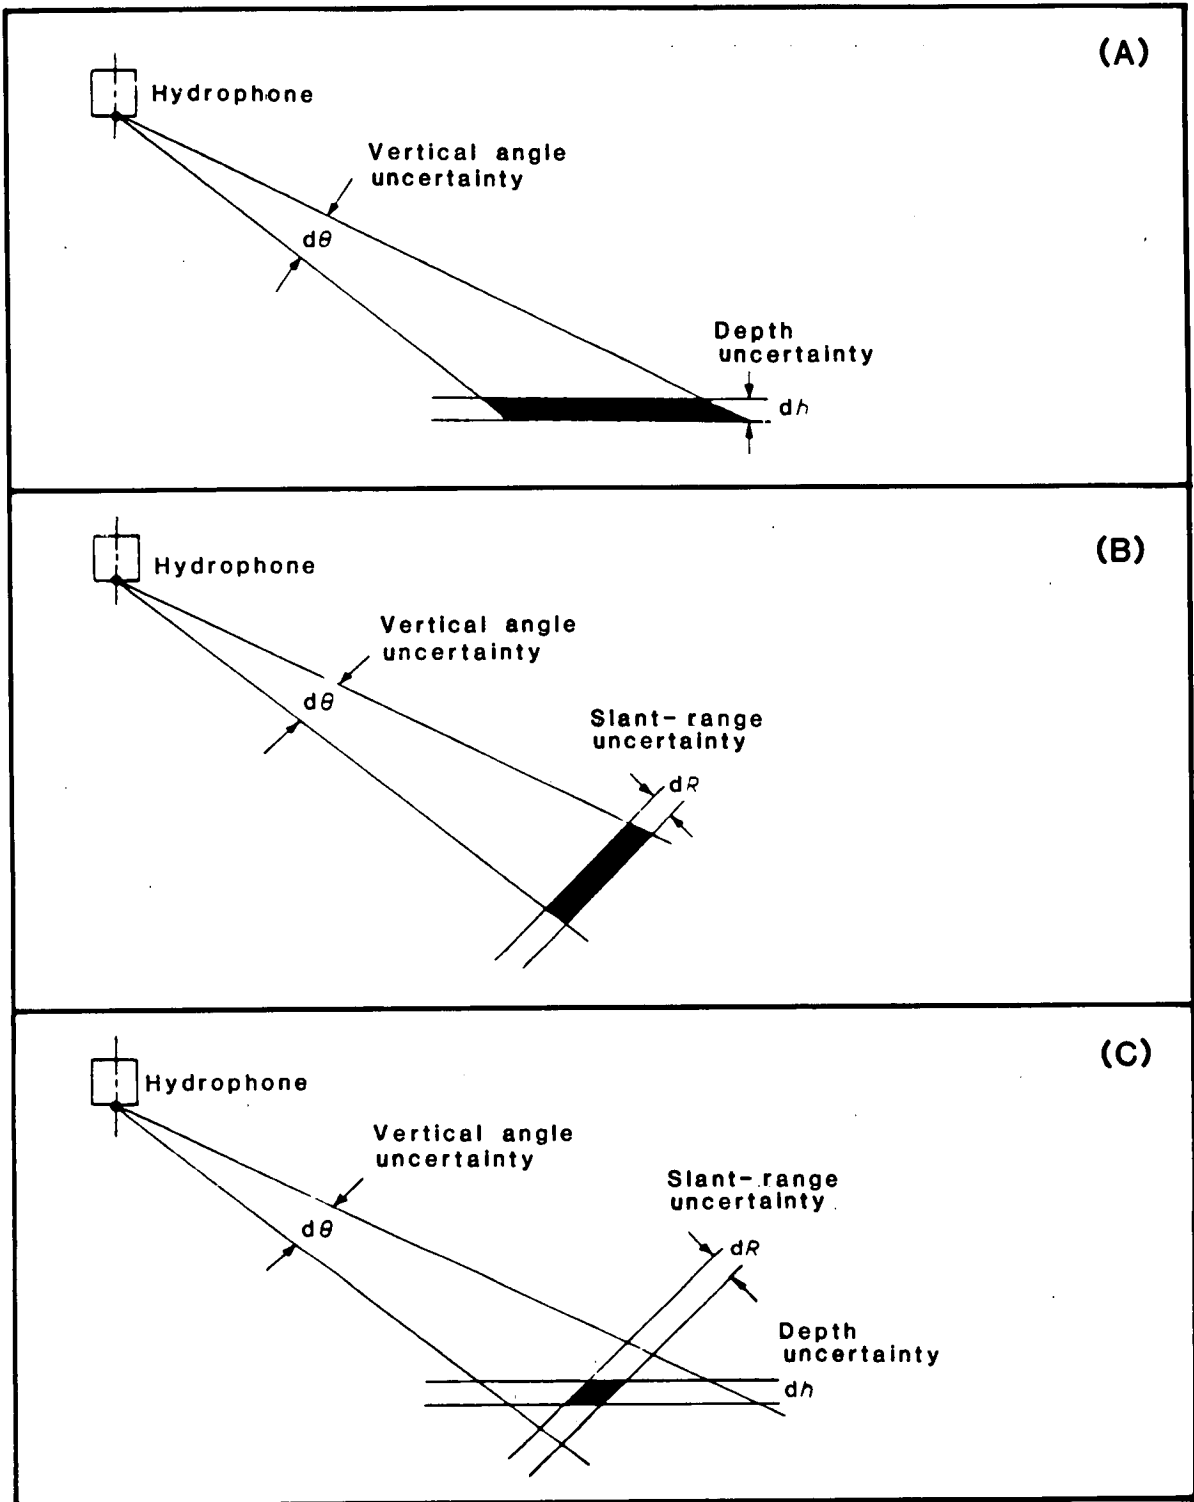 (A)
Hydrophone
Vertical angle
uncertainty
dθ
Depth
uncertainty
dh
(B)
Hydrophone
Vertical angle
uncertainty
dθ
Slant-range
uncertainty
dR
(C)
Hydrophone
Vertical angle
uncertainty
Slant-range
uncertainty
dθ
dR
Depth
uncertainty
dh